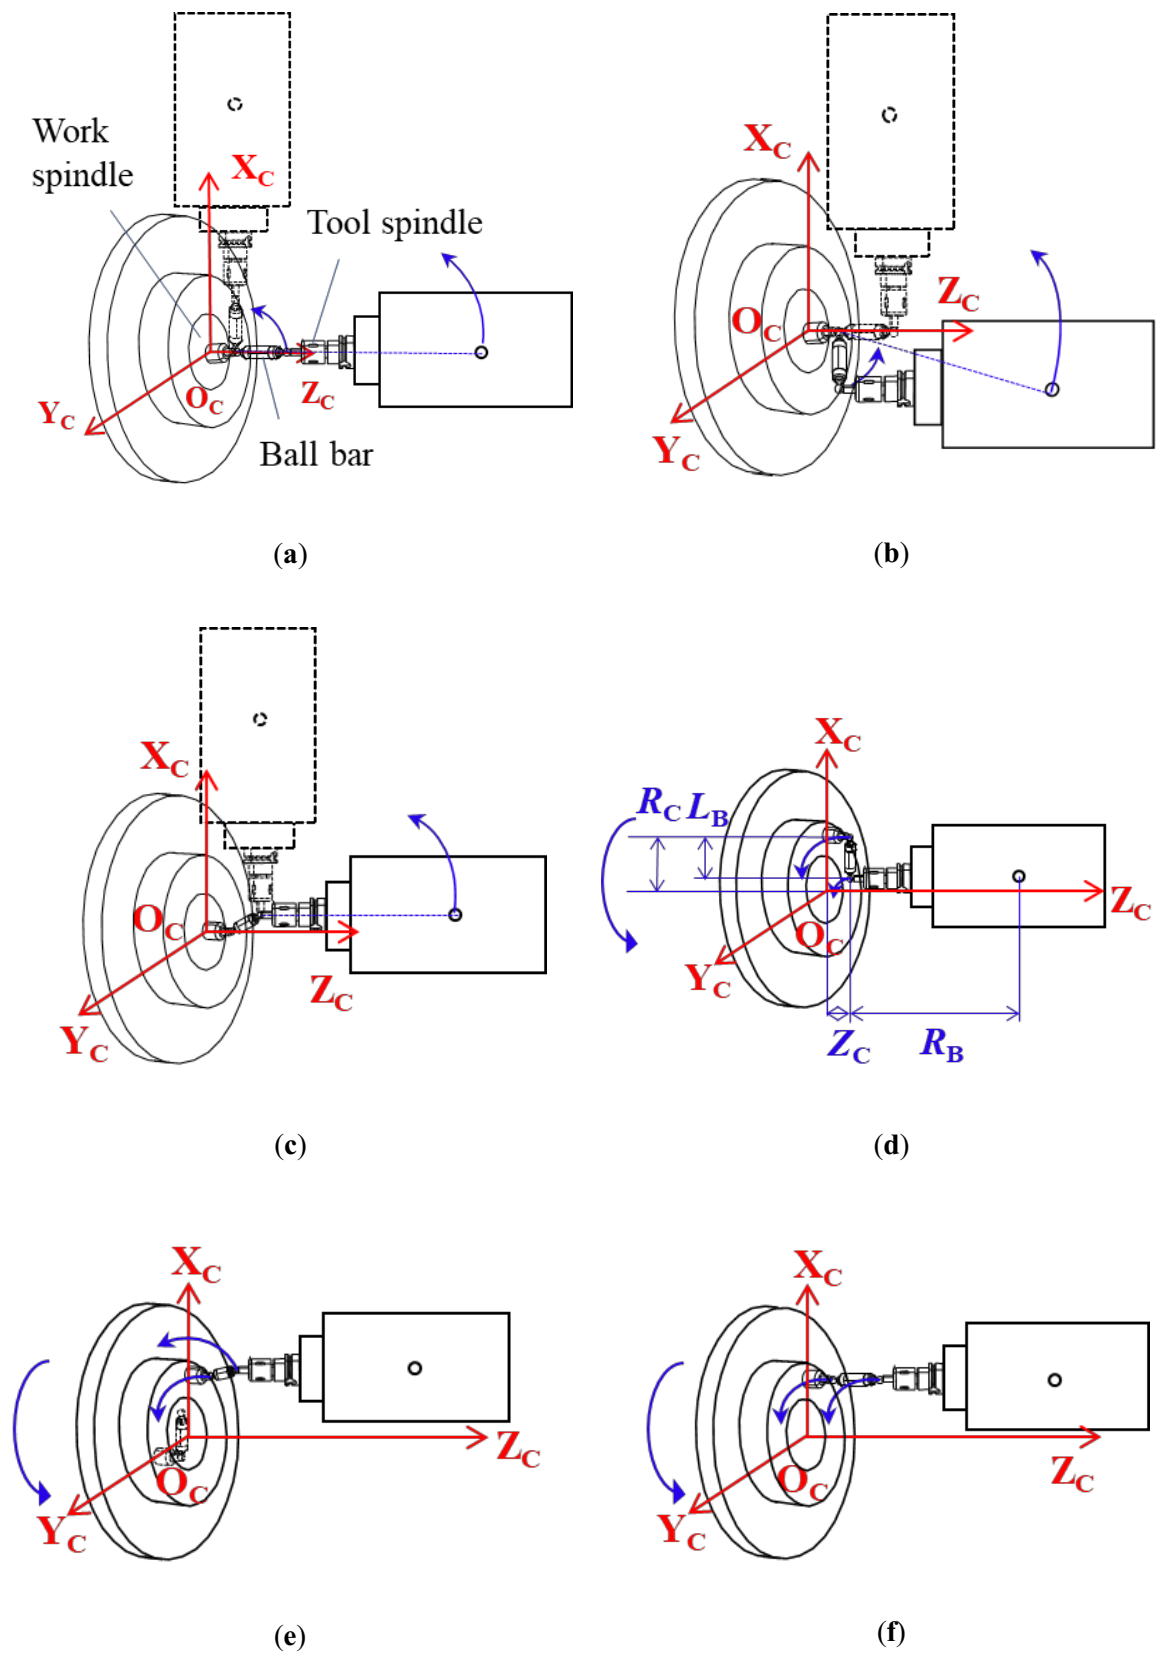 Work
spindle
X_C
Tool spindle
O_C
Z_C
Y_C
Ball bar
(a)
X_C
Z_C
O_C
Y_C
(b)
X_C
O_C
Z_C
Y_C
(c)
X_C
R_C L_B
Z_C
O_C
Y_C
Z_C
R_B
(d)
X_C
Z_C
O_C
Y_C
(e)
X_C
Z_C
O_C
Y_C
(f)